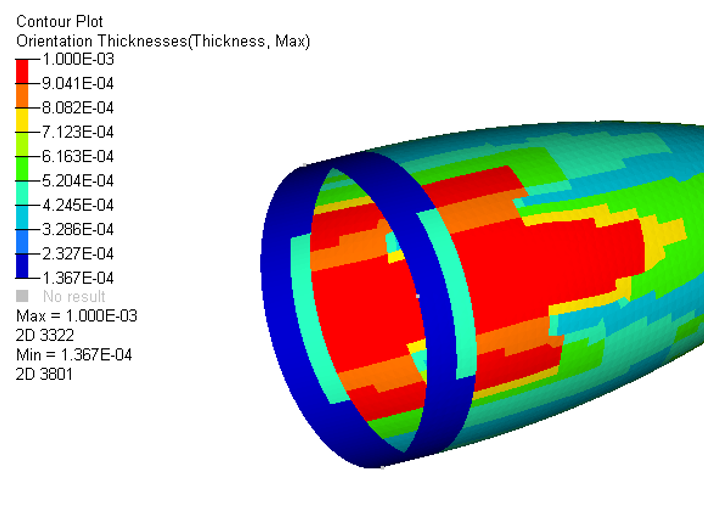 Contour Plot
Orientation Thicknesses(Thickness, Max)
1.000E-03
9.041E-04
8.082E-04
7.123E-04
6.163E-04
5.204E-04
4.245E-04
3.286E-04
2.327E-04
1.367E-04
No result
Max = 1.000E-03
2D 3322
Min = 1.367E-04
2D 3801